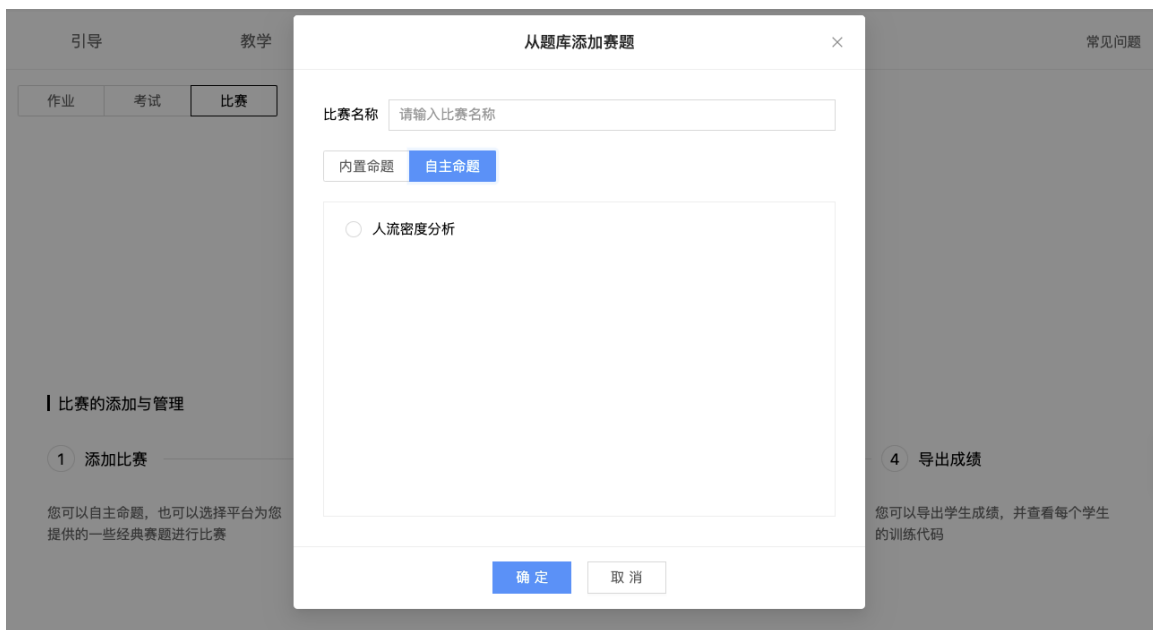 引导
教学
从题库添加赛题
×
常见问题
作业
考试
比赛
比赛名称
请输入比赛名称
内置命题
自主命题
人流密度分析
比赛的添加与管理
1 添加比赛
您可以自主命题，也可以选择平台为您
提供的一些经典赛题进行比赛
4 导出成绩
您可以导出学生成绩，并查看每个学生
的训练代码
确 定
取 消